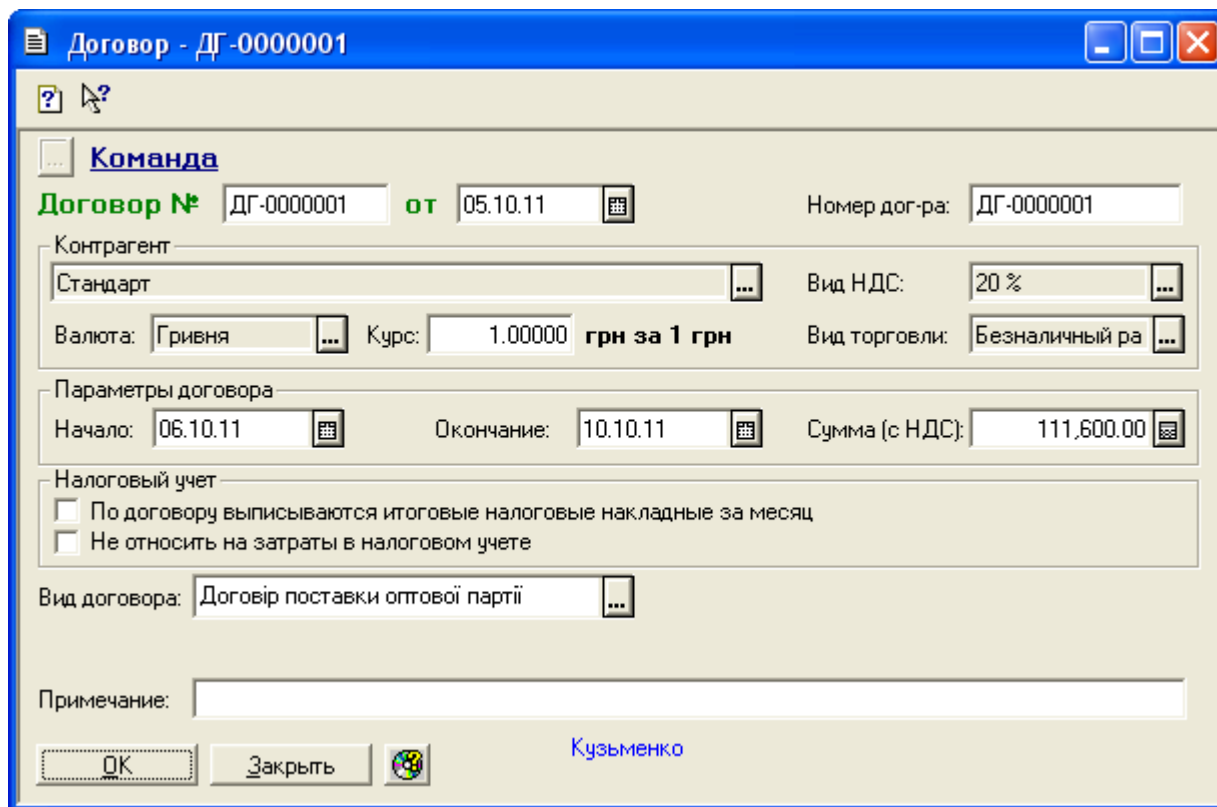 Договор - ДГ-0000001
... Команда
Договор № ДГ-0000001 от 05.10.11 Номер дог-ра: ДГ-0000001
Контрагент
Стандарт ... Вид НДС: 20 % ...
Валюта: Гривня ... Курс: 1.00000 грн за 1 грн Вид торговли: Безналичный ра ...
Параметры договора
Начало: 06.10.11 Окончание: 10.10.11 Сумма (с НДС): 111,600.00
Налоговый учет
По договору выписываются итоговые налоговые накладные за месяц
Не относить на затраты в налоговом учете
Вид договора: Договір поставки оптової партії ...
Примечание:
OK Закрыть Кузьменко